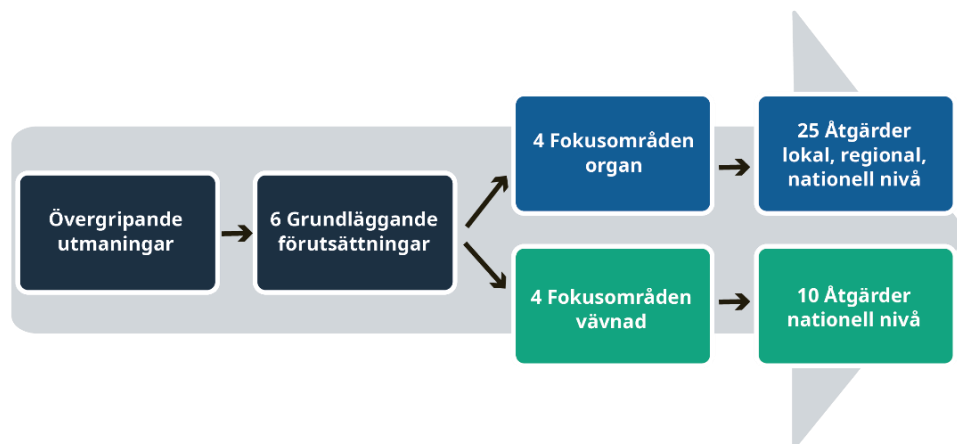 Övergripande
utmaningar
6 Grundläggande
förutsättningar
4 Fokusområden
organ
25 Åtgärder
lokal, regional,
nationell nivå
4 Fokusområden
vävnad
10 Åtgärder
nationell nivå